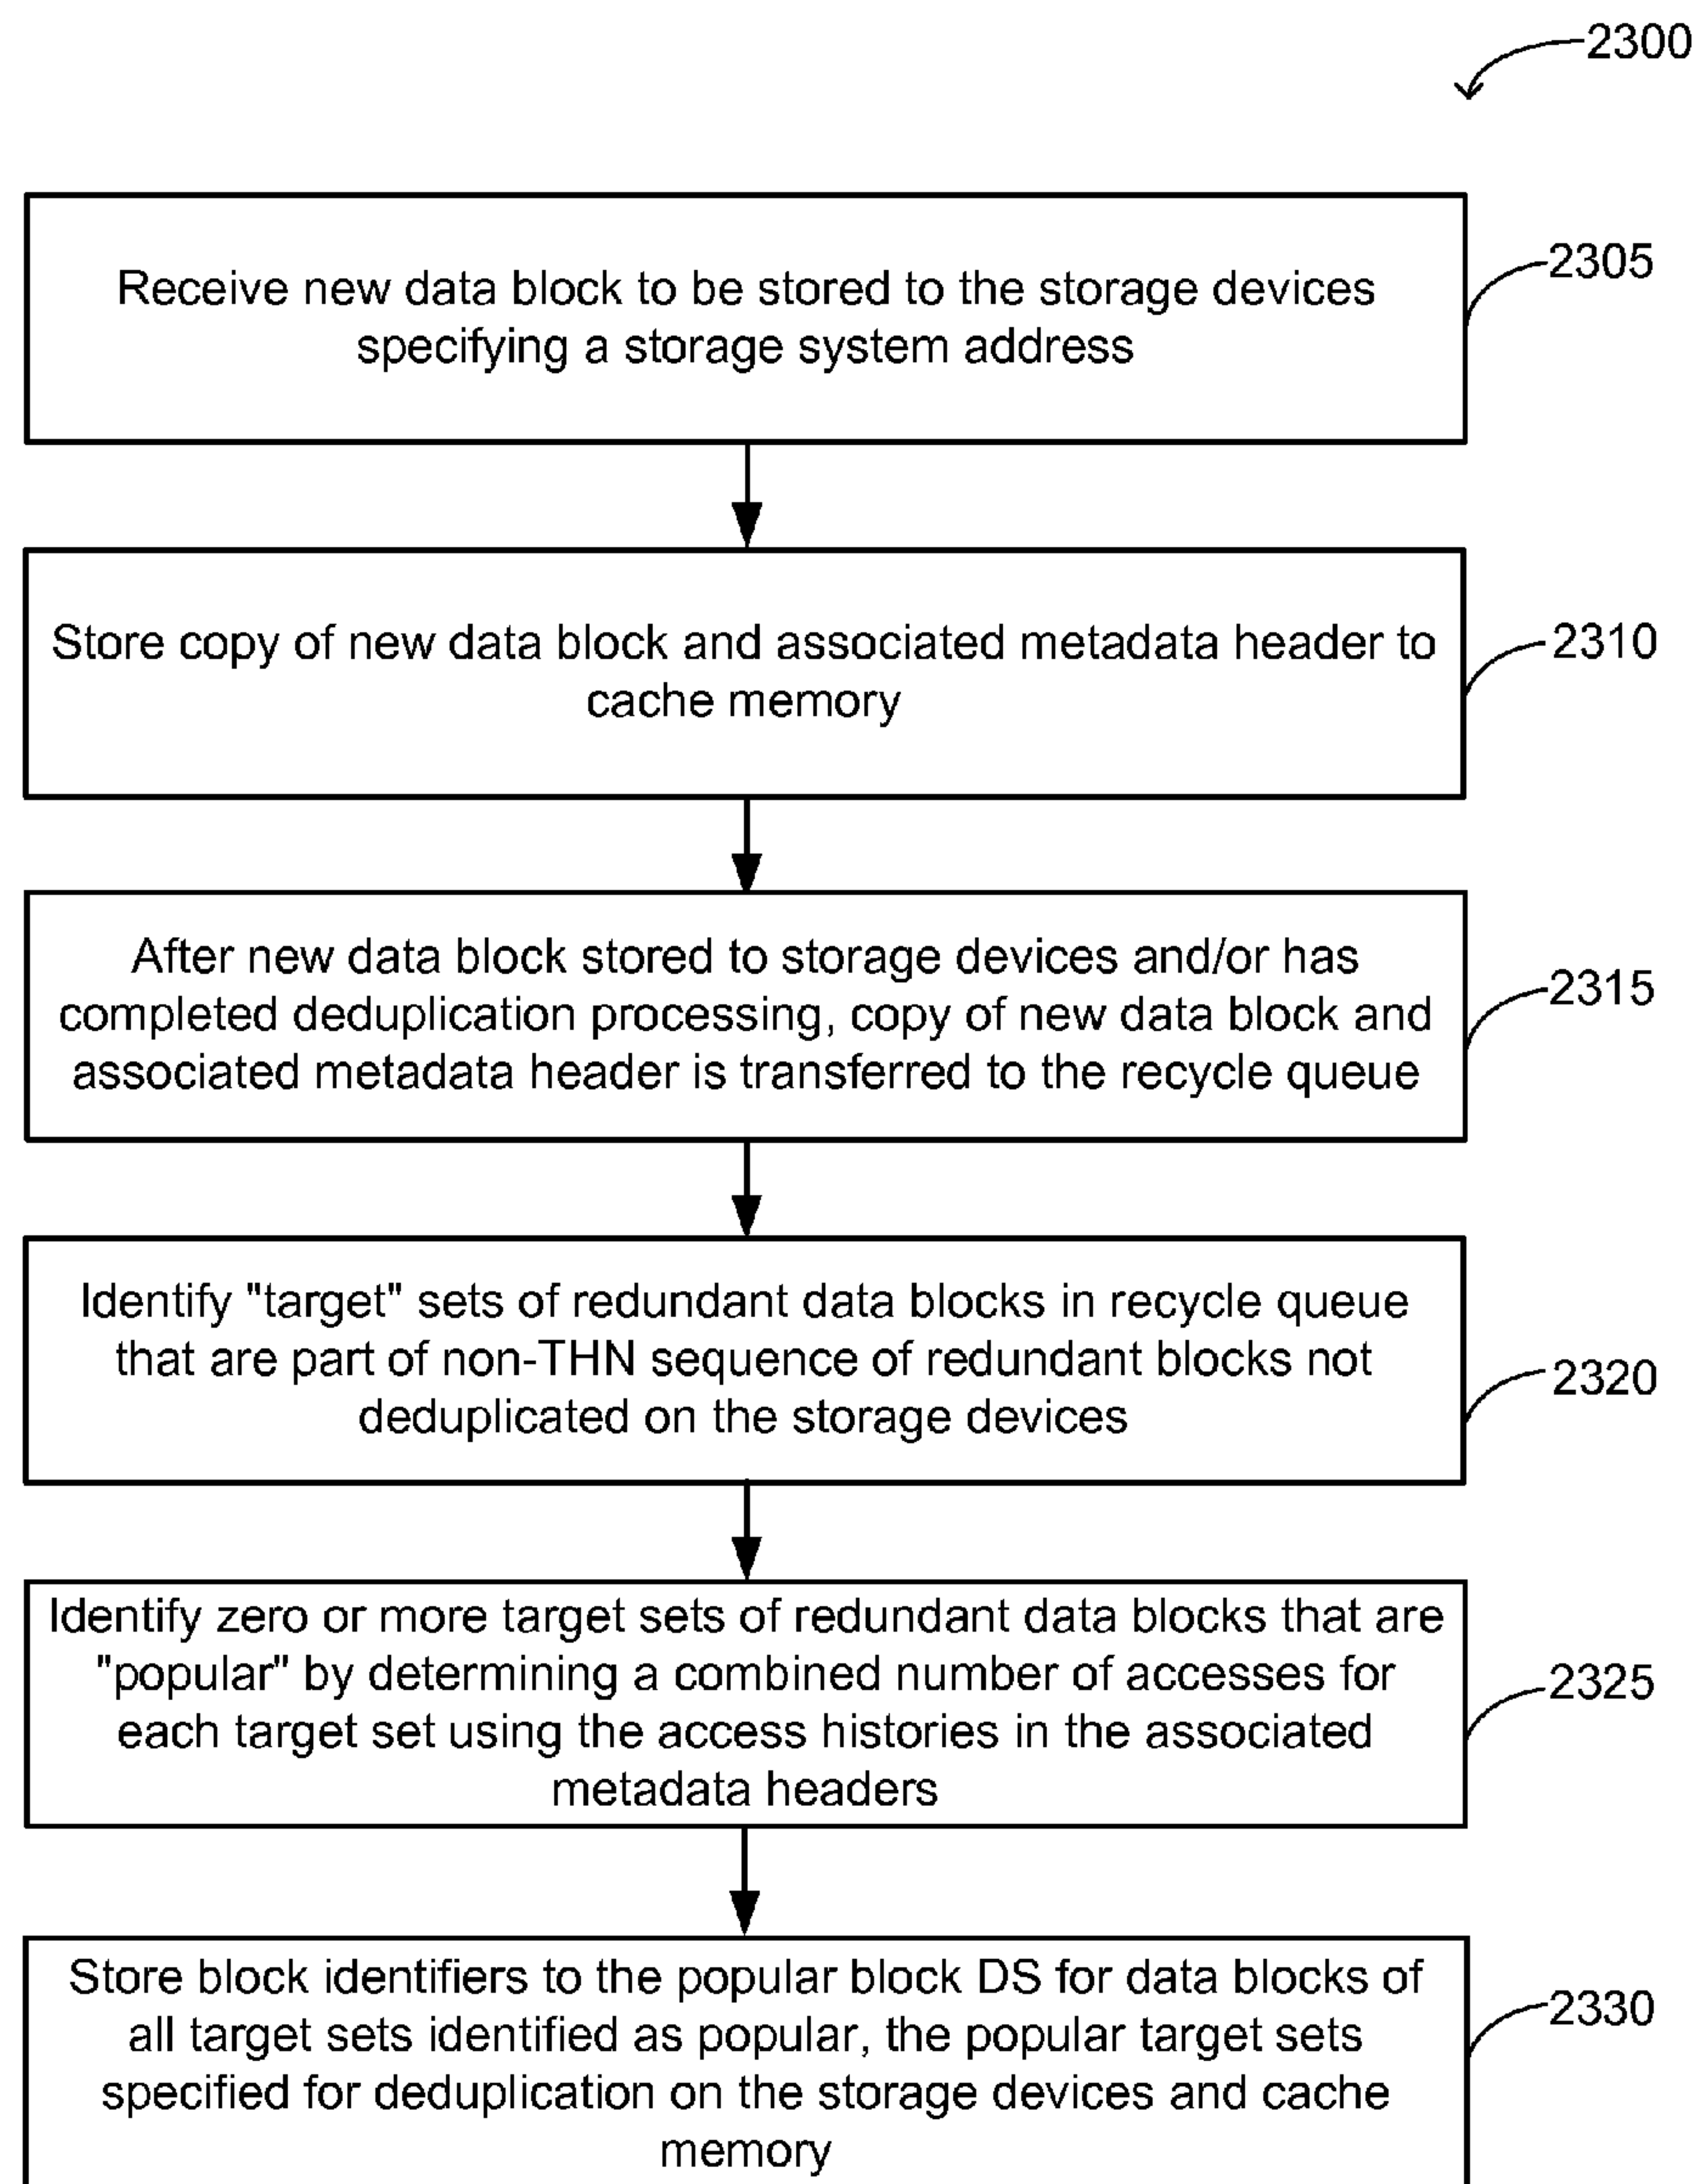 2300
Receive new data block to be stored to the storage devices
specifying a storage system address
2305
Store copy of new data block and associated metadata header to
cache memory
2310
After new data block stored to storage devices and/or has
completed deduplication processing, copy of new data block and
associated metadata header is transferred to the recycle queue
2315
Identify "target" sets of redundant data blocks in recycle queue
that are part of non-THN sequence of redundant blocks not
deduplicated on the storage devices
2320
Identify zero or more target sets of redundant data blocks that are
"popular" by determining a combined number of accesses for
each target set using the access histories in the associated
metadata headers
2325
Store block identifiers to the popular block DS for data blocks of
all target sets identified as popular, the popular target sets
specified for deduplication on the storage devices and cache
memory
2330